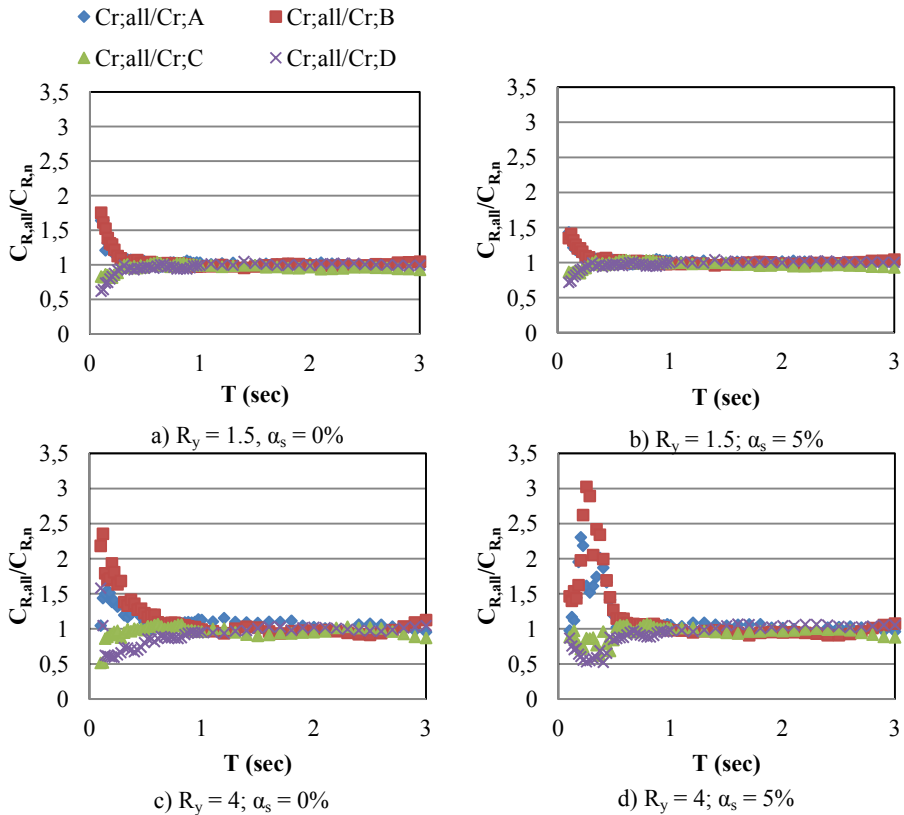 Cr;all/Cr;A Cr;all/Cr;B
Cr;all/Cr;C Cr;all/Cr;D
3,5
3
2,5
2
1,5
1
0,5
0
C_R,all/C_R,n
0 1 2 3
T (sec)
a) R_y = 1.5, α_s = 0%
3,5
3
2,5
2
1,5
1
0,5
0
C_R,all/C_R,n
0 1 2 3
T (sec)
b) R_y = 1.5; α_s = 5%
3,5
3
2,5
2
1,5
1
0,5
0
C_R,all/C_R,n
0 1 2 3
T (sec)
c) R_y = 4; α_s = 0%
3,5
3
2,5
2
1,5
1
0,5
0
C_R,all/C_R,n
0 1 2 3
T (sec)
d) R_y = 4; α_s = 5%